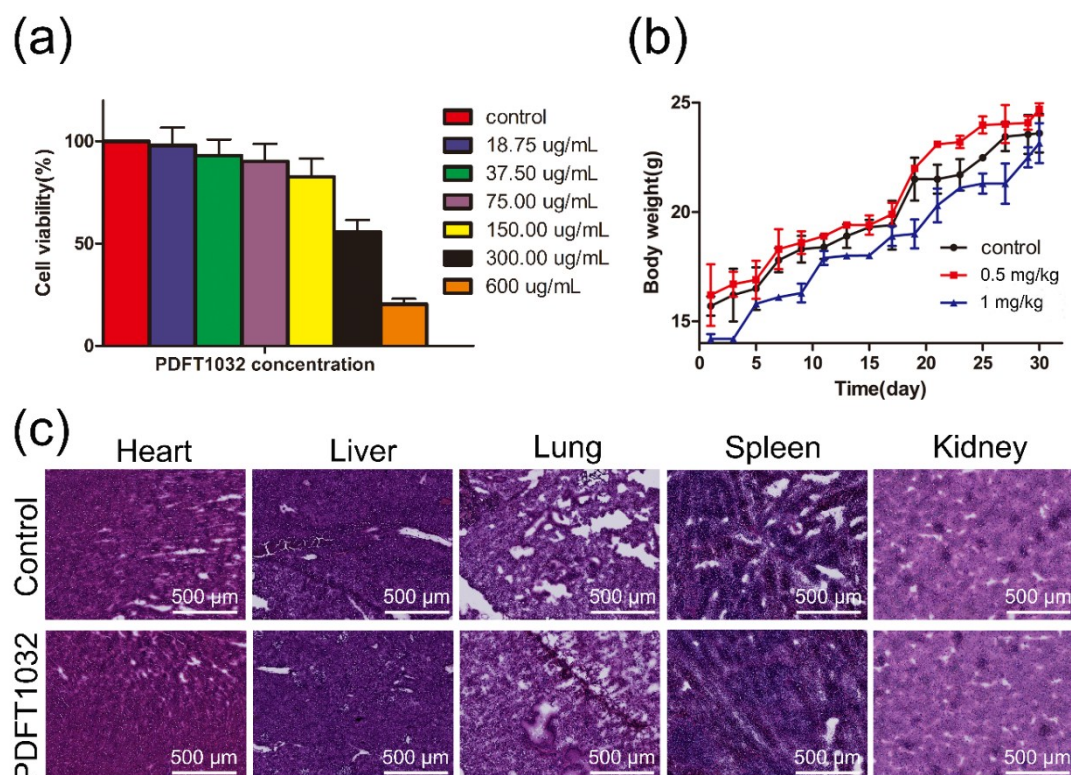 (a)
Cell viability(%)
100
50
0
PDFT1032 concentration
control
18.75 ug/mL
37.50 ug/mL
75.00 ug/mL
150.00 ug/mL
300.00 ug/mL
600 ug/mL
(b)
Body weight(g)
25
20
15
0 5 10 15 20 25 30
Time(day)
control
0.5 mg/kg
1 mg/kg
(c)
Heart Liver Lung Spleen Kidney
Control
500 µm 500 µm 500 µm 500 µm 500 µm
PDFT1032
500 µm 500 µm 500 µm 500 µm 500 µm